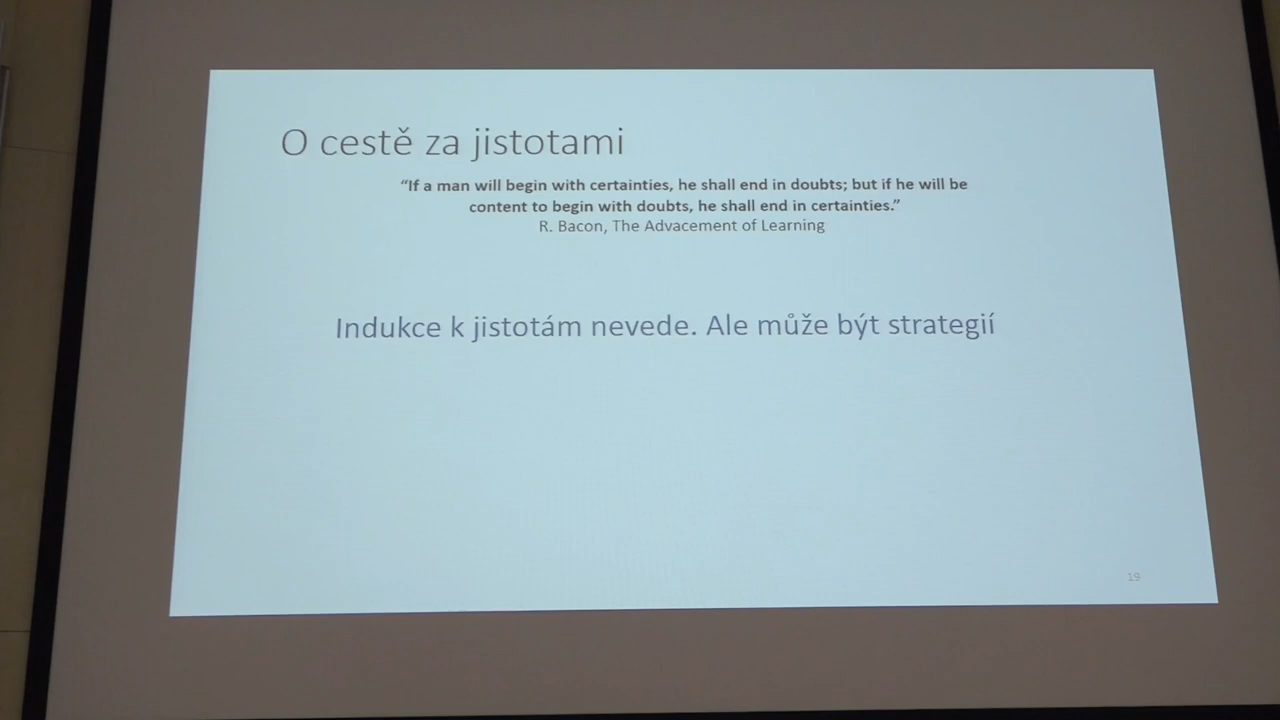 O cestě za jistotami
“If a man will begin with certainties, he shall end in doubts; but if he will be
content to begin with doubts, he shall end in certainties.”
R. Bacon, The Advacement of Learning
Indukce k jistotám nevede. Ale může být strategií
19